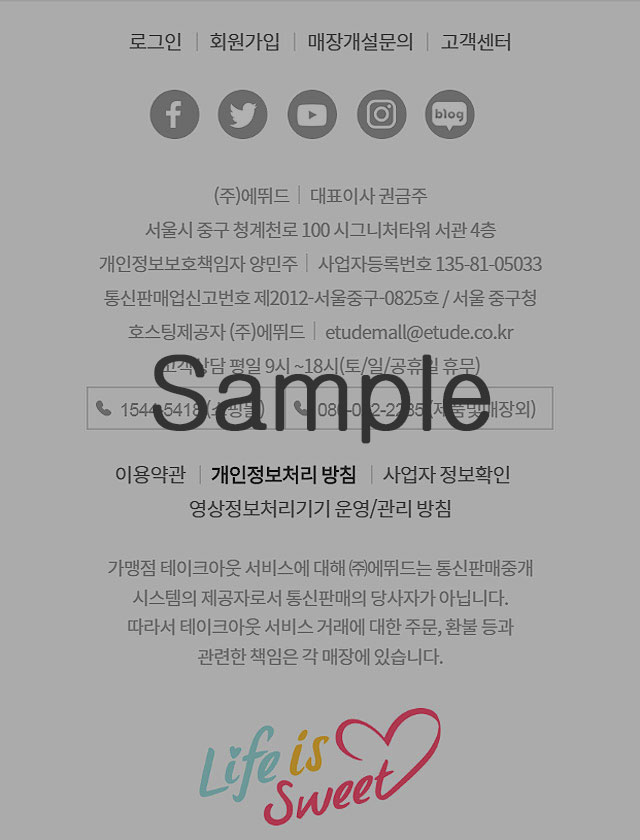 로그인 | 회원가입 | 매장개설문의 | 고객센터
blog
(주)에뛰드 | 대표이사 권금주
서울시 중구 청계천로 100 시그니처타워 서관 4층
개인정보보호책임자 양민주 | 사업자등록번호 135-81-05033
통신판매업신고번호 제2012-서울중구-0825호 / 서울 중구청
호스팅제공자 (주)에뛰드 | etudemall@etude.co.kr
고객상담 평일 9시 ~18시(토/일/공휴일 휴무)
Sample
1544-5418 (쇼핑몰) (제품및매장외)
이용약관 | 개인정보처리 방침 | 사업자 정보확인
영상정보처리기기 운영/관리 방침
가맹점 테이크아웃 서비스에 대해 ㈜에뛰드는 통신판매중개
시스템의 제공자로서 통신판매의 당사자가 아닙니다.
따라서 테이크아웃 서비스 거래에 대한 주문, 환불 등과
관련한 책임은 각 매장에 있습니다.
Life is
Sweet